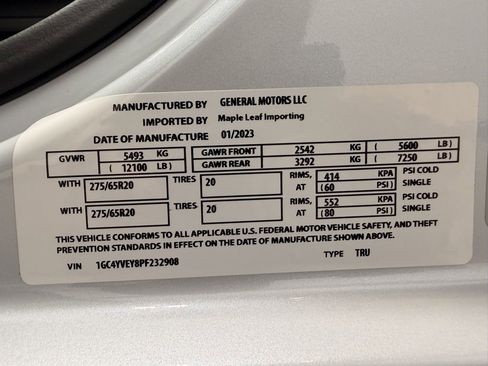 MANUFACTURED BY GENERAL MOTORS LLC
IMPORTED BY Maple Leaf Importing
DATE OF MANUFACTURE 01/2023
GVWR 5493 KG GAWR FRONT 2542 KG ( 5600 LB )
( 12100 LB ) GAWR REAR 3292 KG ( 7250 LB )
WITH 275/65R20 TIRES 20 RIMS, 414 KPA PSI COLD
AT (60 PSI ) SINGLE
WITH 275/65R20 TIRES 20 RIMS, 552 KPA PSI COLD
AT ( 80 PSI ) SINGLE
THIS VEHICLE CONFORMS TO ALL APPLICABLE U.S. FEDERAL MOTOR VEHICLE SAFETY, AND THEFT
PREVENTION STANDARDS IN EFFECT ON THE DATE OF MANUFACTURE SHOWN ABOVE.
VIN 1GC4YVEY8PF232908 TYPE TRU